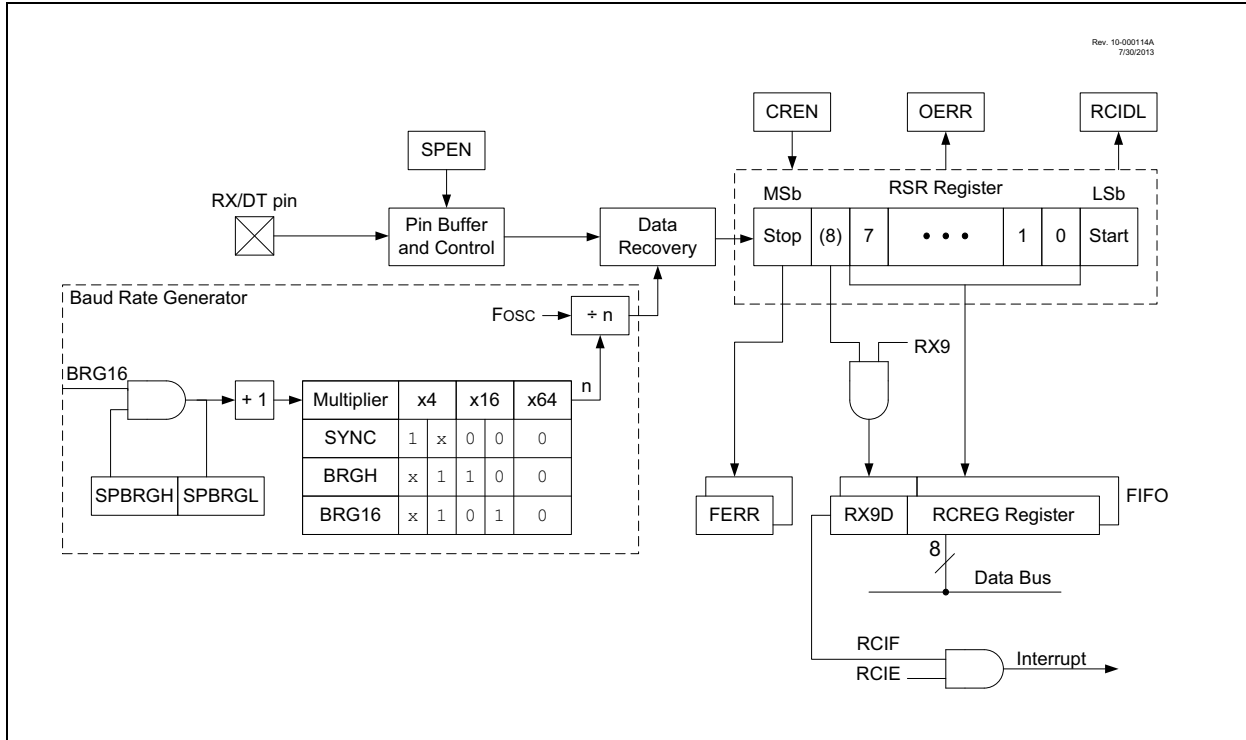 Rev. 10-000114A
7/30/2013
CREN
OERR
RCIDL
SPEN
RSR Register
MSb
LSb
RX/DT pin
Pin Buffer
and Control
Data
Recovery
Stop
(8)
7
• • •
1
0
Start
Baud Rate Generator
FOSC
÷ n
RX9
BRG16
+ 1
n
Multiplier x4 x16 x64
SYNC 1 x 0 0 0
BRGH x 1 1 0 0
BRG16 x 1 0 1 0
SPBRGH
SPBRGL
FERR
RX9D
RCREG Register
FIFO
8
Data Bus
RCIF
RCIE
Interrupt